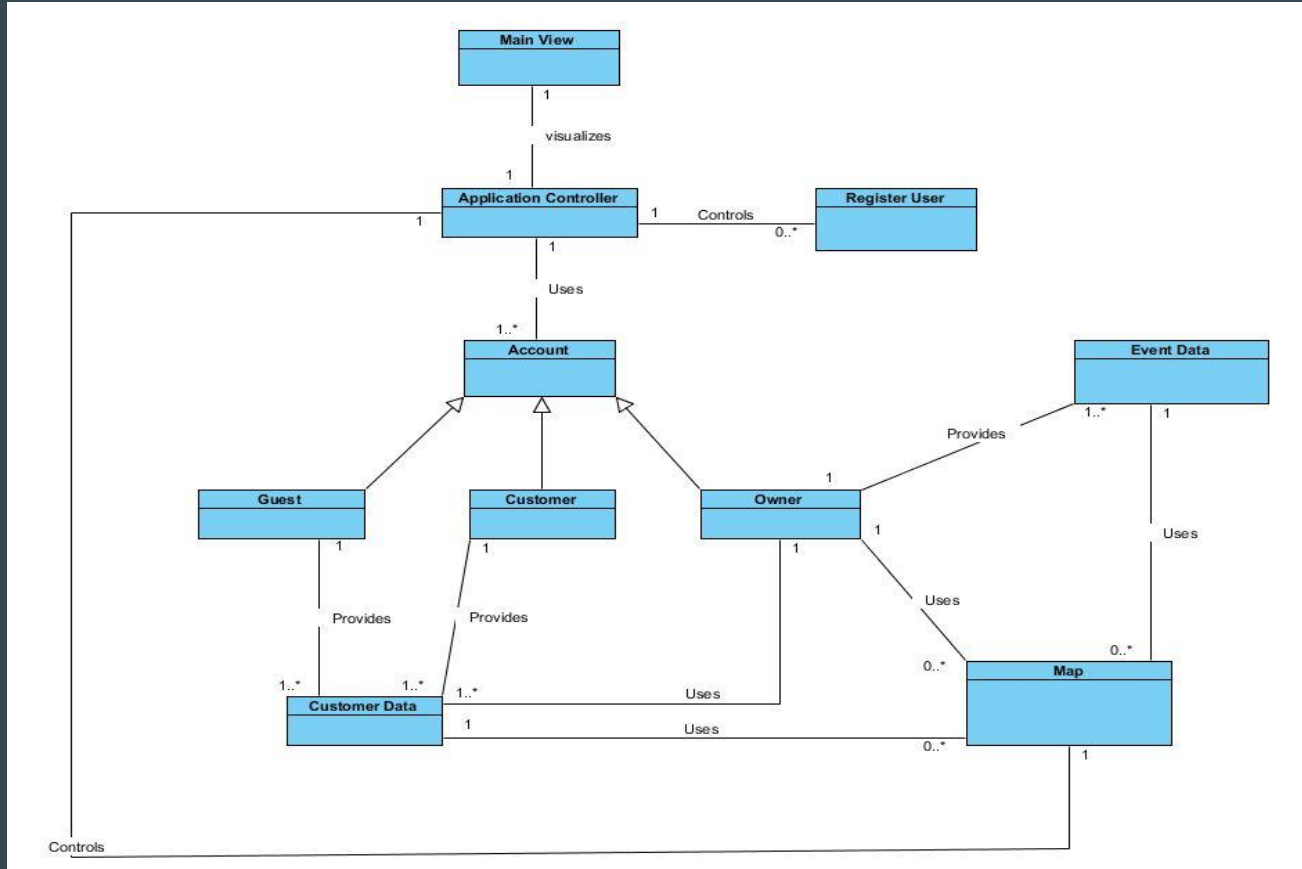 Main View
1
visualizes
1
Application Controller
Register User
1
1
Controls
0..*
1
Uses
1..*
Account
Event Data
1..*
1
Provides
1
Guest
Customer
Owner
1
1
1
1
Uses
Uses
Provides
Provides
0..*
0..*
Map
1..*
1..*
1..*
Uses
Customer Data
1
Uses
0..*
1
Controls